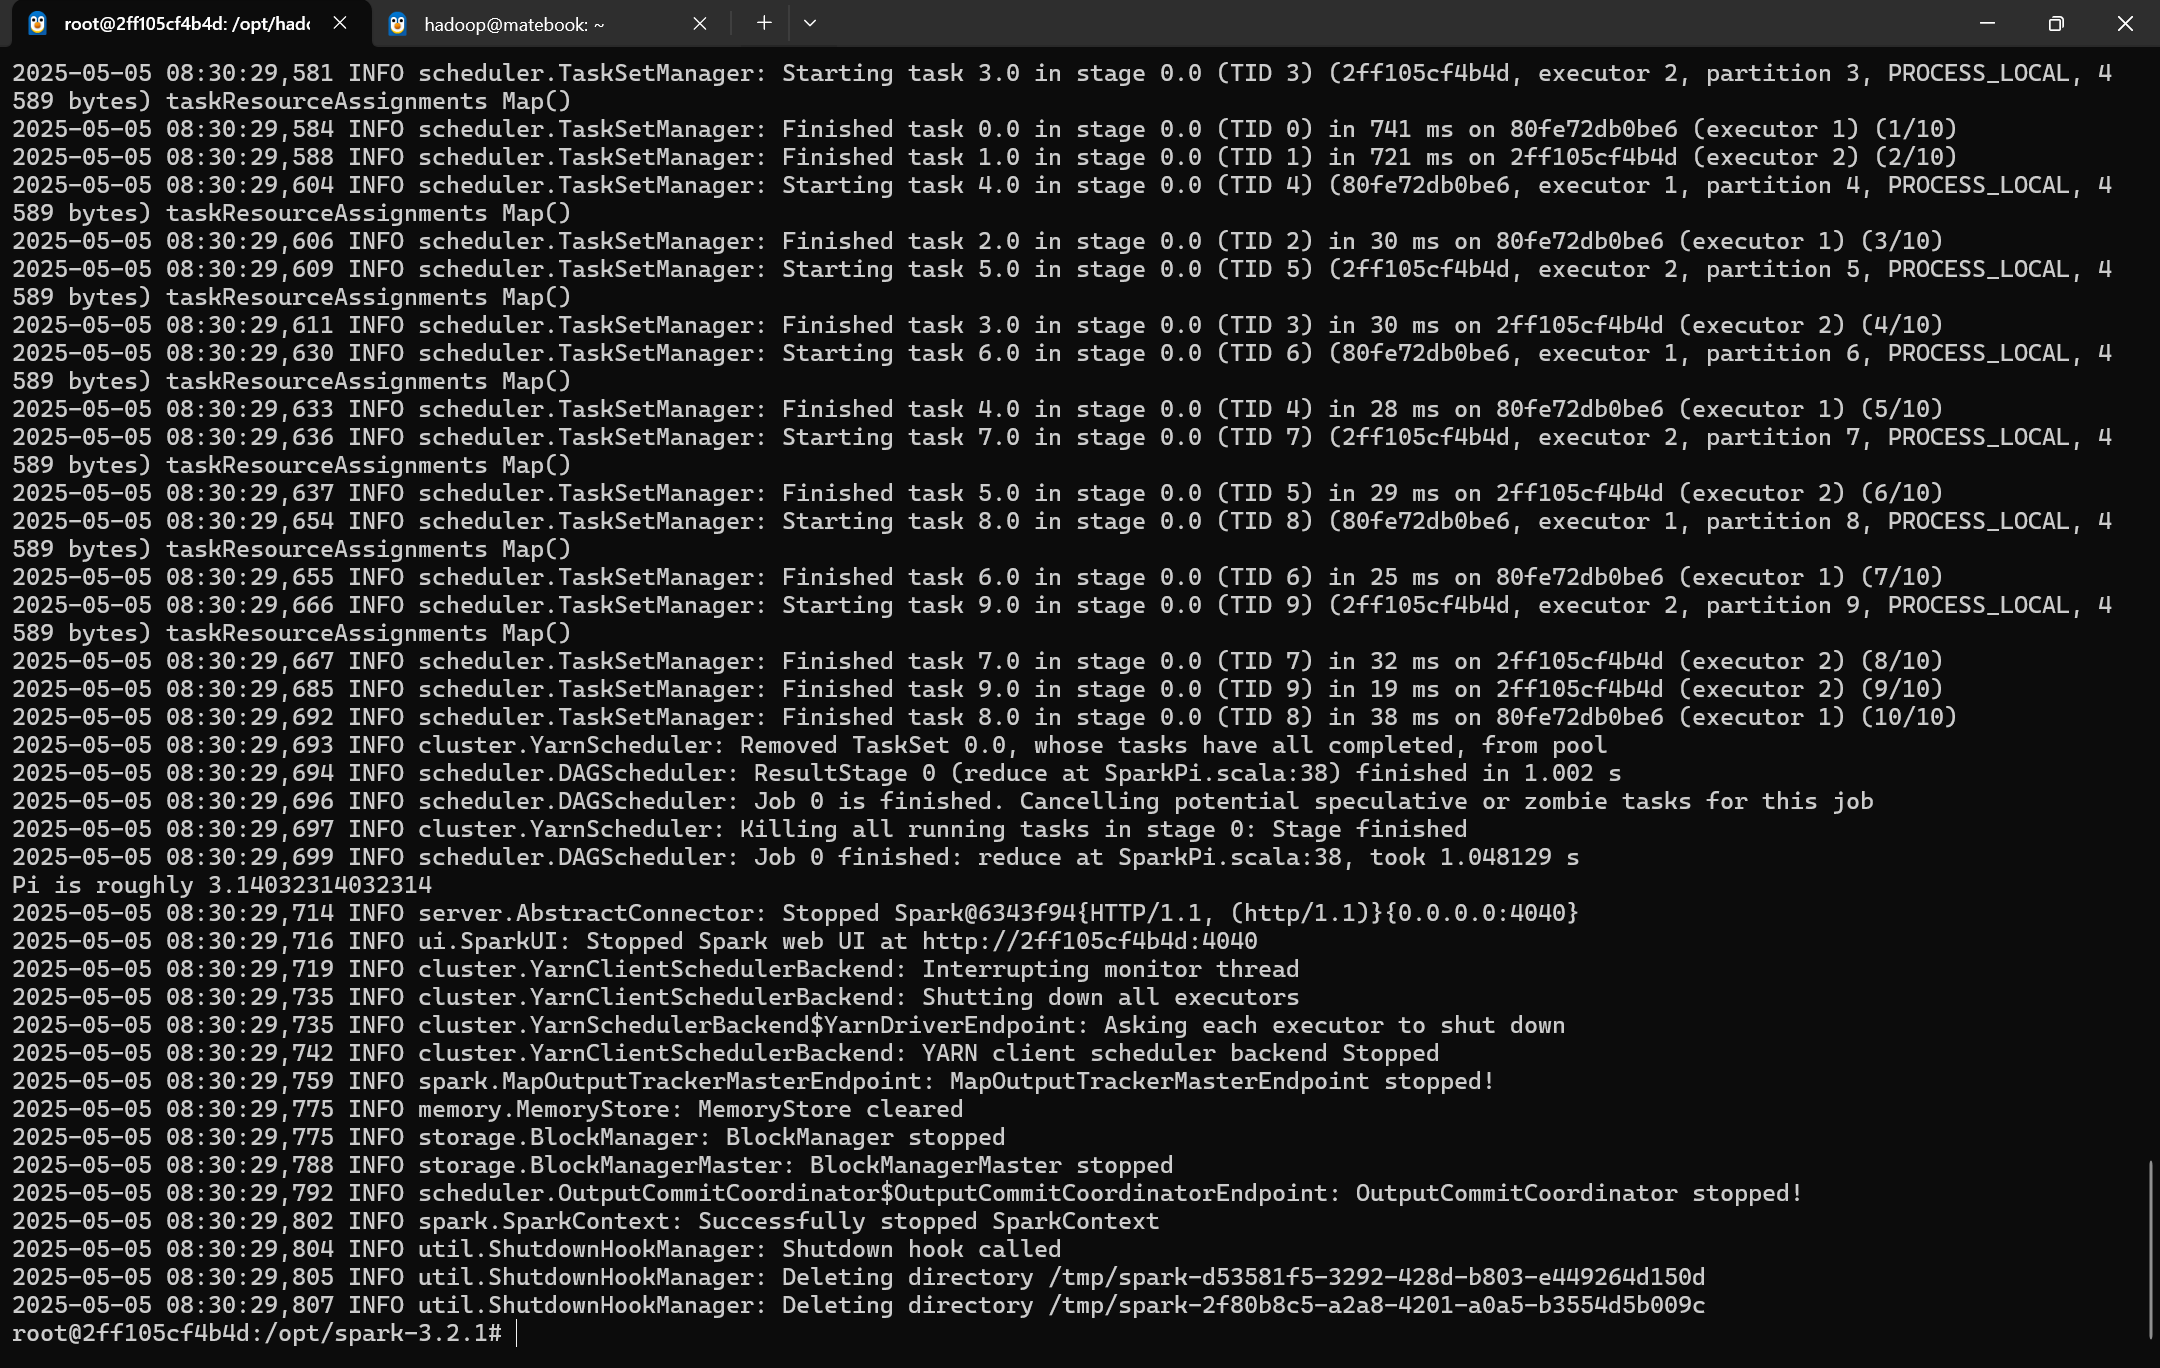 root@2ff105cf4b4d: /opt/hado
hadoop@matebook: ~
2025-05-05 08:30:29,581 INFO scheduler.TaskSetManager: Starting task 3.0 in stage 0.0 (TID 3) (2ff105cf4b4d, executor 2, partition 3, PROCESS_LOCAL, 4
589 bytes) taskResourceAssignments Map()
2025-05-05 08:30:29,584 INFO scheduler.TaskSetManager: Finished task 0.0 in stage 0.0 (TID 0) in 741 ms on 80fe72db0be6 (executor 1) (1/10)
2025-05-05 08:30:29,588 INFO scheduler.TaskSetManager: Finished task 1.0 in stage 0.0 (TID 1) in 721 ms on 2ff105cf4b4d (executor 2) (2/10)
2025-05-05 08:30:29,604 INFO scheduler.TaskSetManager: Starting task 4.0 in stage 0.0 (TID 4) (80fe72db0be6, executor 1, partition 4, PROCESS_LOCAL, 4
589 bytes) taskResourceAssignments Map()
2025-05-05 08:30:29,606 INFO scheduler.TaskSetManager: Finished task 2.0 in stage 0.0 (TID 2) in 30 ms on 80fe72db0be6 (executor 1) (3/10)
2025-05-05 08:30:29,609 INFO scheduler.TaskSetManager: Starting task 5.0 in stage 0.0 (TID 5) (2ff105cf4b4d, executor 2, partition 5, PROCESS_LOCAL, 4
589 bytes) taskResourceAssignments Map()
2025-05-05 08:30:29,611 INFO scheduler.TaskSetManager: Finished task 3.0 in stage 0.0 (TID 3) in 30 ms on 2ff105cf4b4d (executor 2) (4/10)
2025-05-05 08:30:29,630 INFO scheduler.TaskSetManager: Starting task 6.0 in stage 0.0 (TID 6) (80fe72db0be6, executor 1, partition 6, PROCESS_LOCAL, 4
589 bytes) taskResourceAssignments Map()
2025-05-05 08:30:29,633 INFO scheduler.TaskSetManager: Finished task 4.0 in stage 0.0 (TID 4) in 28 ms on 80fe72db0be6 (executor 1) (5/10)
2025-05-05 08:30:29,636 INFO scheduler.TaskSetManager: Starting task 7.0 in stage 0.0 (TID 7) (2ff105cf4b4d, executor 2, partition 7, PROCESS_LOCAL, 4
589 bytes) taskResourceAssignments Map()
2025-05-05 08:30:29,637 INFO scheduler.TaskSetManager: Finished task 5.0 in stage 0.0 (TID 5) in 29 ms on 2ff105cf4b4d (executor 2) (6/10)
2025-05-05 08:30:29,654 INFO scheduler.TaskSetManager: Starting task 8.0 in stage 0.0 (TID 8) (80fe72db0be6, executor 1, partition 8, PROCESS_LOCAL, 4
589 bytes) taskResourceAssignments Map()
2025-05-05 08:30:29,655 INFO scheduler.TaskSetManager: Finished task 6.0 in stage 0.0 (TID 6) in 25 ms on 80fe72db0be6 (executor 1) (7/10)
2025-05-05 08:30:29,666 INFO scheduler.TaskSetManager: Starting task 9.0 in stage 0.0 (TID 9) (2ff105cf4b4d, executor 2, partition 9, PROCESS_LOCAL, 4
589 bytes) taskResourceAssignments Map()
2025-05-05 08:30:29,667 INFO scheduler.TaskSetManager: Finished task 7.0 in stage 0.0 (TID 7) in 32 ms on 2ff105cf4b4d (executor 2) (8/10)
2025-05-05 08:30:29,685 INFO scheduler.TaskSetManager: Finished task 9.0 in stage 0.0 (TID 9) in 19 ms on 2ff105cf4b4d (executor 2) (9/10)
2025-05-05 08:30:29,692 INFO scheduler.TaskSetManager: Finished task 8.0 in stage 0.0 (TID 8) in 38 ms on 80fe72db0be6 (executor 1) (10/10)
2025-05-05 08:30:29,693 INFO cluster.YarnScheduler: Removed TaskSet 0.0, whose tasks have all completed, from pool
2025-05-05 08:30:29,694 INFO scheduler.DAGScheduler: ResultStage 0 (reduce at SparkPi.scala:38) finished in 1.002 s
2025-05-05 08:30:29,696 INFO scheduler.DAGScheduler: Job 0 is finished. Cancelling potential speculative or zombie tasks for this job
2025-05-05 08:30:29,697 INFO cluster.YarnScheduler: Killing all running tasks in stage 0: Stage finished
2025-05-05 08:30:29,699 INFO scheduler.DAGScheduler: Job 0 finished: reduce at SparkPi.scala:38, took 1.048129 s
Pi is roughly 3.14032314032314
2025-05-05 08:30:29,714 INFO server.AbstractConnector: Stopped Spark@6343f94{HTTP/1.1, (http/1.1)}{0.0.0.0:4040}
2025-05-05 08:30:29,716 INFO ui.SparkUI: Stopped Spark web UI at http://2ff105cf4b4d:4040
2025-05-05 08:30:29,719 INFO cluster.YarnClientSchedulerBackend: Interrupting monitor thread
2025-05-05 08:30:29,735 INFO cluster.YarnClientSchedulerBackend: Shutting down all executors
2025-05-05 08:30:29,735 INFO cluster.YarnSchedulerBackend$YarnDriverEndpoint: Asking each executor to shut down
2025-05-05 08:30:29,742 INFO cluster.YarnClientSchedulerBackend: YARN client scheduler backend Stopped
2025-05-05 08:30:29,759 INFO spark.MapOutputTrackerMasterEndpoint: MapOutputTrackerMasterEndpoint stopped!
2025-05-05 08:30:29,775 INFO memory.MemoryStore: MemoryStore cleared
2025-05-05 08:30:29,775 INFO storage.BlockManager: BlockManager stopped
2025-05-05 08:30:29,788 INFO storage.BlockManagerMaster: BlockManagerMaster stopped
2025-05-05 08:30:29,792 INFO scheduler.OutputCommitCoordinator$OutputCommitCoordinatorEndpoint: OutputCommitCoordinator stopped!
2025-05-05 08:30:29,802 INFO spark.SparkContext: Successfully stopped SparkContext
2025-05-05 08:30:29,804 INFO util.ShutdownHookManager: Shutdown hook called
2025-05-05 08:30:29,805 INFO util.ShutdownHookManager: Deleting directory /tmp/spark-d53581f5-3292-428d-b803-e449264d150d
2025-05-05 08:30:29,807 INFO util.ShutdownHookManager: Deleting directory /tmp/spark-2f80b8c5-a2a8-4201-a0a5-b3554d5b009c
root@2ff105cf4b4d:/opt/spark-3.2.1#